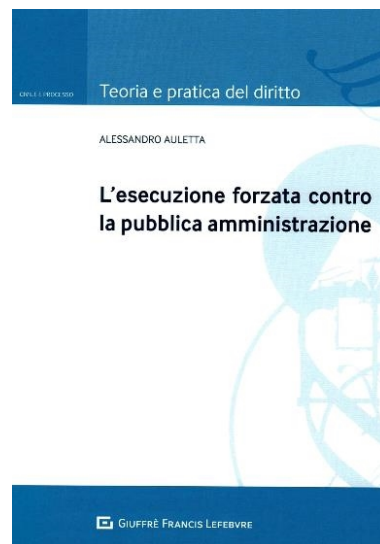 CIVILE E PROCESSO
Teoria e pratica del diritto
ALESSANDRO AULETTA
L'esecuzione forzata contro
la pubblica amministrazione
GIUFFRÈ FRANCIS LEFEBVRE